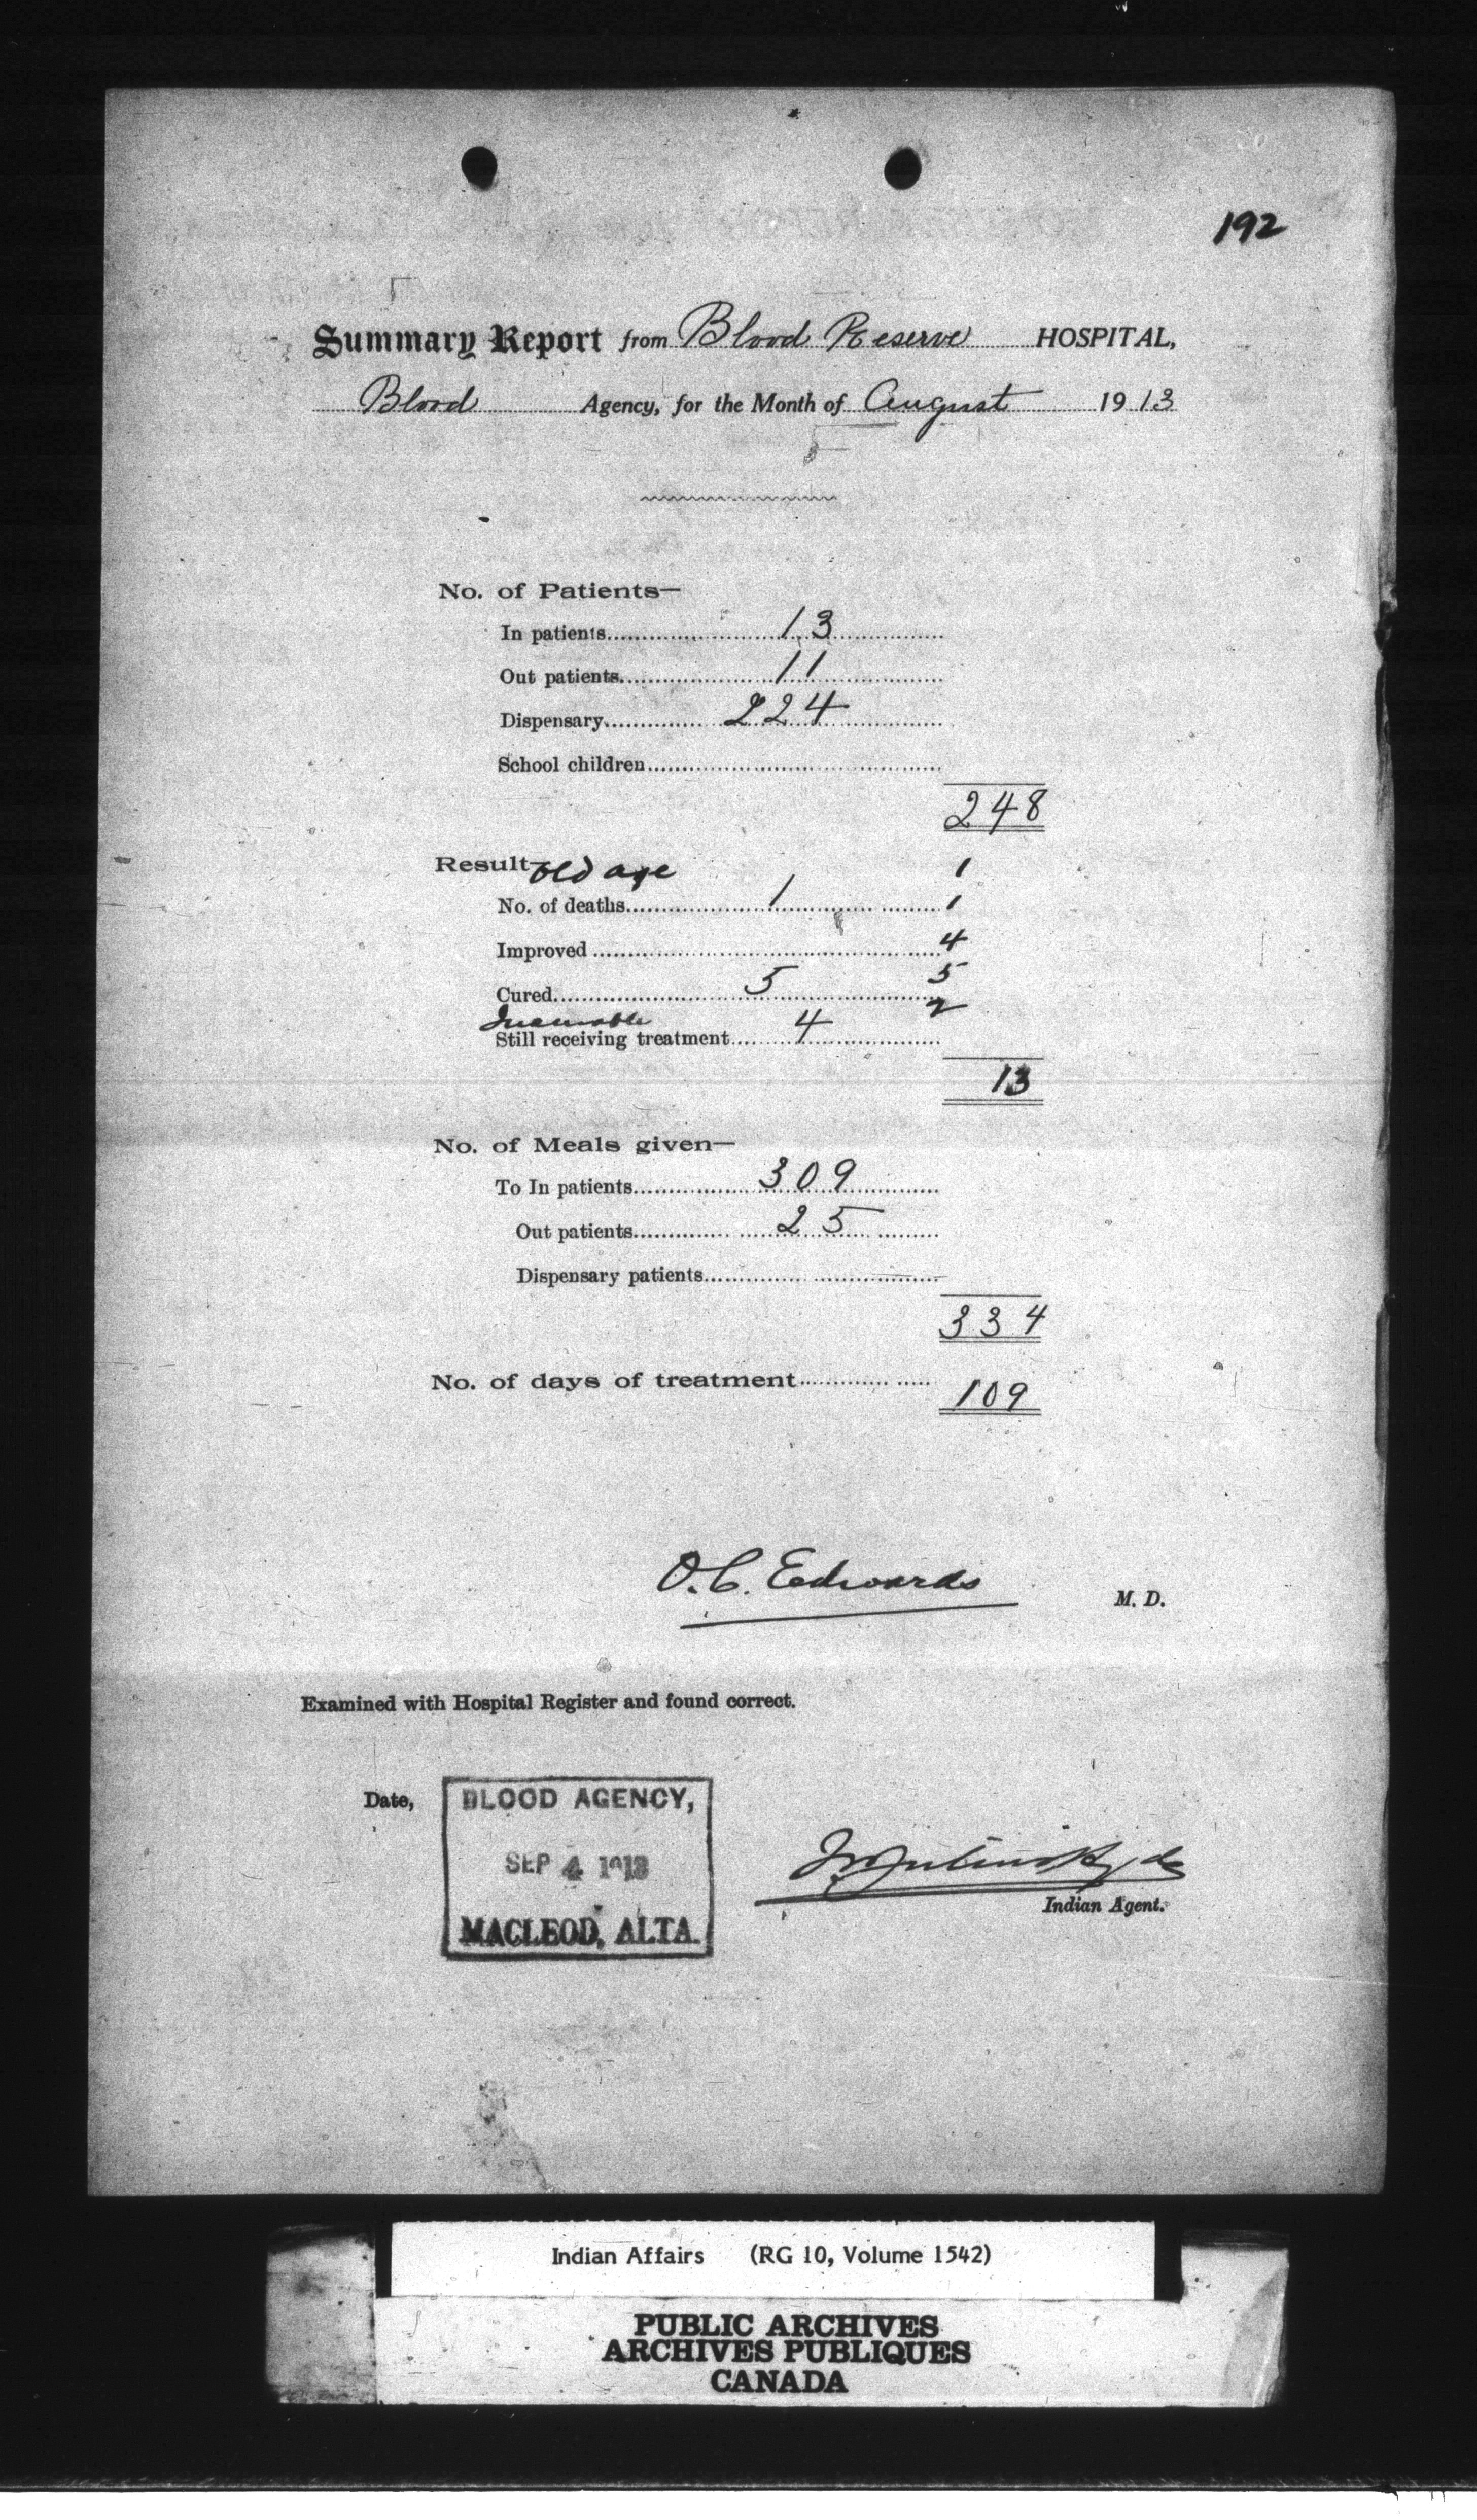 192
Summary Report from Blood Reserve HOSPITAL,
Blood Agency, for the Month of August 1913
No. of Patients—
In patients 13
Out patients 11
Dispensary 224
School children
248
Result— old age 1
No. of deaths 1 1
Improved 4
Cured 5 5
Incurable 2
Still receiving treatment 4
13
No. of Meals given—
To In patients 309
Out patients 25
Dispensary patients
334
No. of days of treatment 109
O. C. Edwards M. D.
Examined with Hospital Register and found correct.
Date,
BLOOD AGENCY,
SEP 4 1913
MACLEOD, ALTA.
Indian Agent.
Indian Affairs (RG 10, Volume 1542)
PUBLIC ARCHIVES
ARCHIVES PUBLIQUES
CANADA